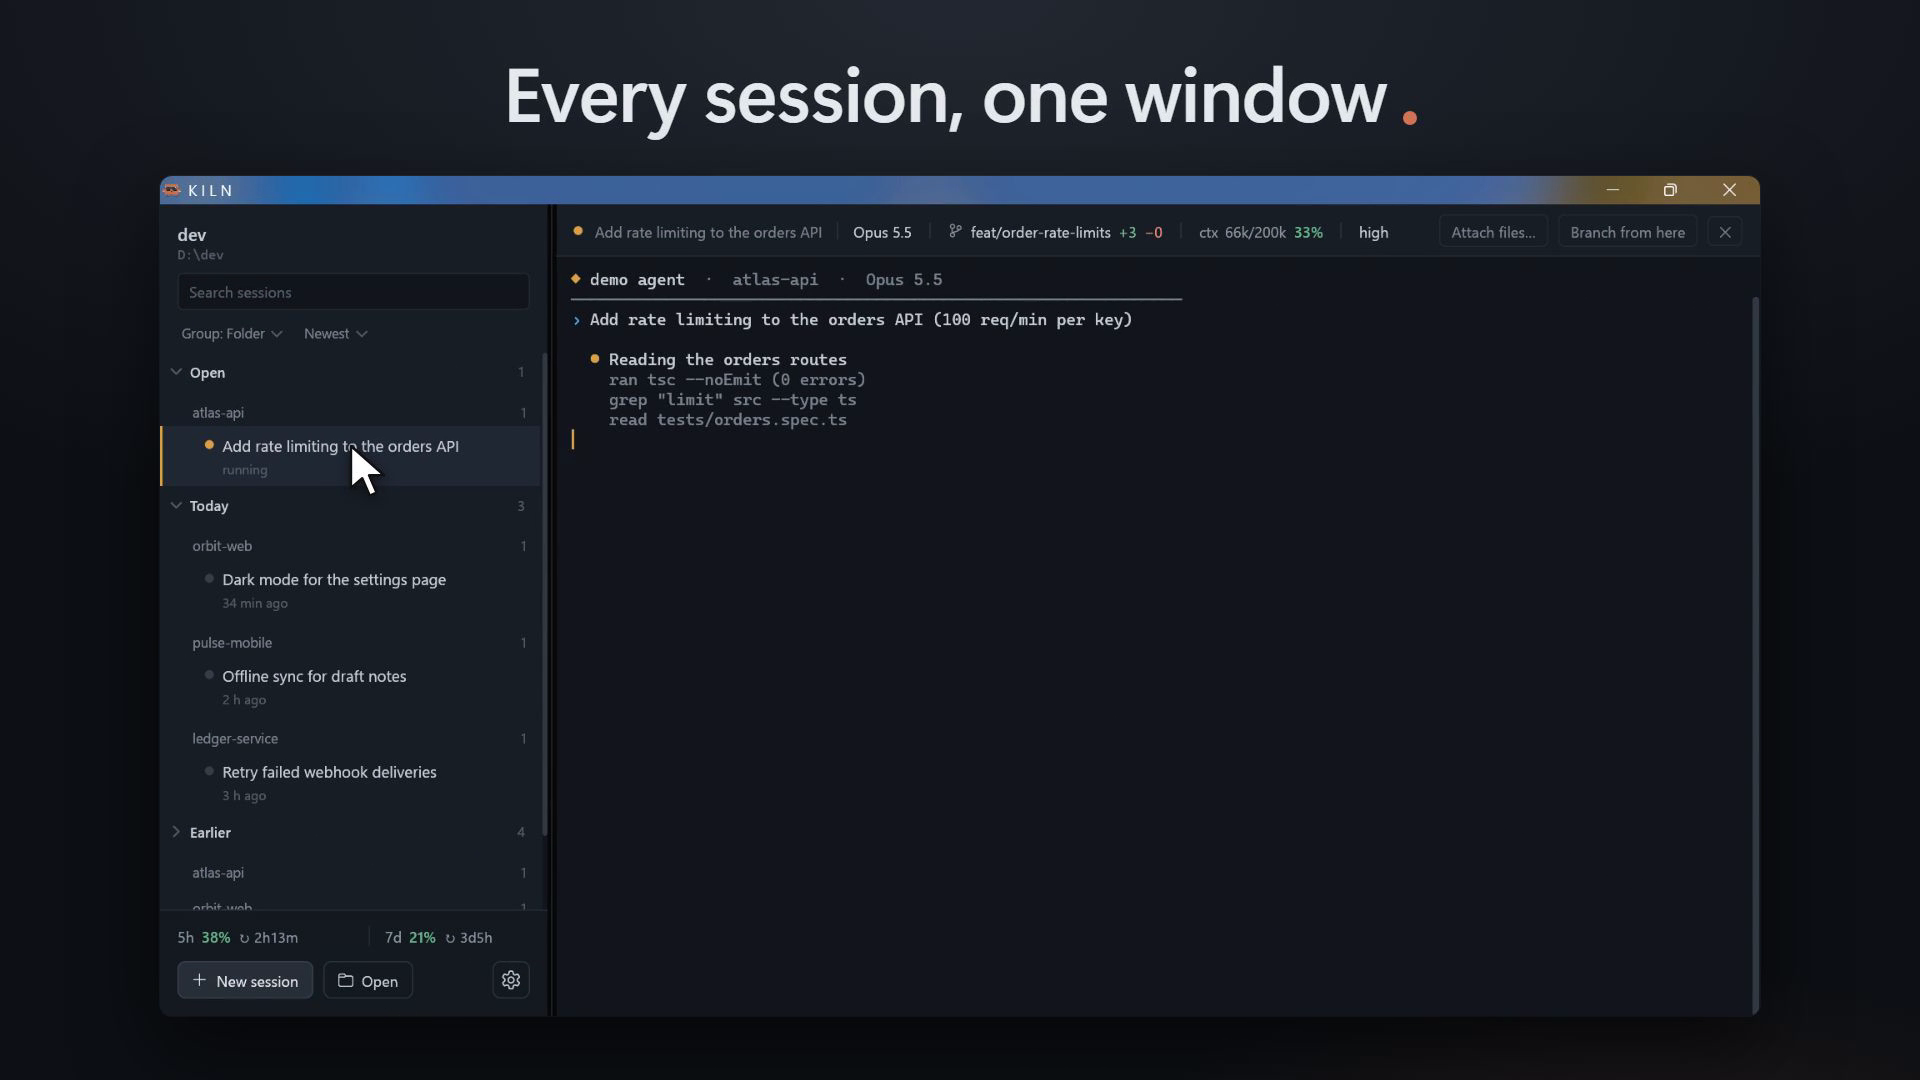 Every session, one window.
KILN
dev
D:\dev
Search sessions
Group: Folder Newest
Open 1
atlas-api 1
Add rate limiting to the orders API
running
Today 3
orbit-web 1
Dark mode for the settings page
34 min ago
pulse-mobile 1
Offline sync for draft notes
2 h ago
ledger-service 1
Retry failed webhook deliveries
3 h ago
Earlier 4
atlas-api 1
orbit-web 1
5h 38% ↻ 2h13m 7d 21% ↻ 3d5h
+ New session Open
Add rate limiting to the orders API Opus 5.5 feat/order-rate-limits +3 −0 ctx 66k/200k 33% high Attach files... Branch from here
◆ demo agent · atlas-api · Opus 5.5
› Add rate limiting to the orders API (100 req/min per key)
● Reading the orders routes
ran tsc --noEmit (0 errors)
grep "limit" src --type ts
read tests/orders.spec.ts